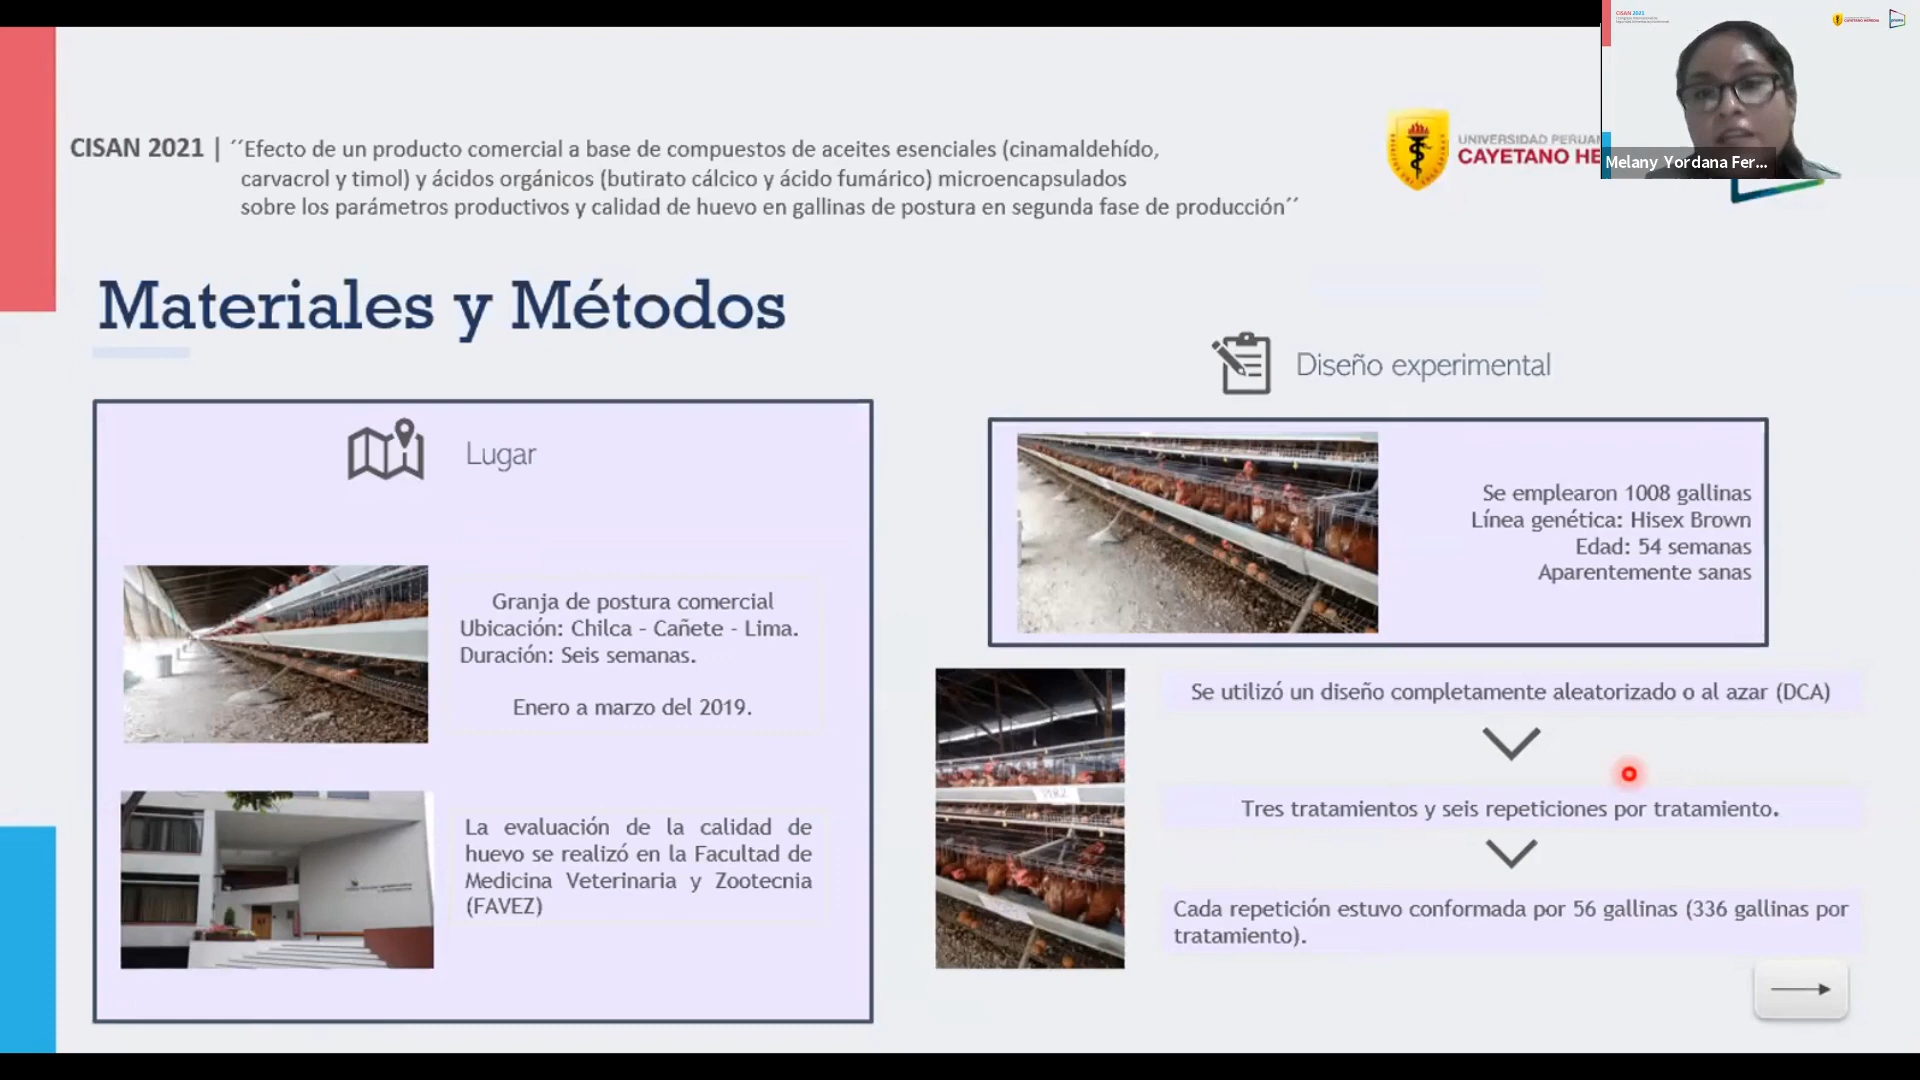 CISAN 2021
CAYETANO HEREDIA
Melany Yordana Fer...
CISAN 2021 | ´´Efecto de un producto comercial a base de compuestos de aceites esenciales (cinamaldehído,
carvacrol y timol) y ácidos orgánicos (butirato cálcico y ácido fumárico) microencapsulados
sobre los parámetros productivos y calidad de huevo en gallinas de postura en segunda fase de producción´´
UNIVERSIDAD PERUAN
CAYETANO HE
Materiales y Métodos
Lugar
Granja de postura comercial
Ubicación: Chilca - Cañete - Lima.
Duración: Seis semanas.
Enero a marzo del 2019.
La evaluación de la calidad de
huevo se realizó en la Facultad de
Medicina Veterinaria y Zootecnia
(FAVEZ)
Diseño experimental
Se emplearon 1008 gallinas
Línea genética: Hisex Brown
Edad: 54 semanas
Aparentemente sanas
Se utilizó un diseño completamente aleatorizado o al azar (DCA)
Tres tratamientos y seis repeticiones por tratamiento.
Cada repetición estuvo conformada por 56 gallinas (336 gallinas por
tratamiento).